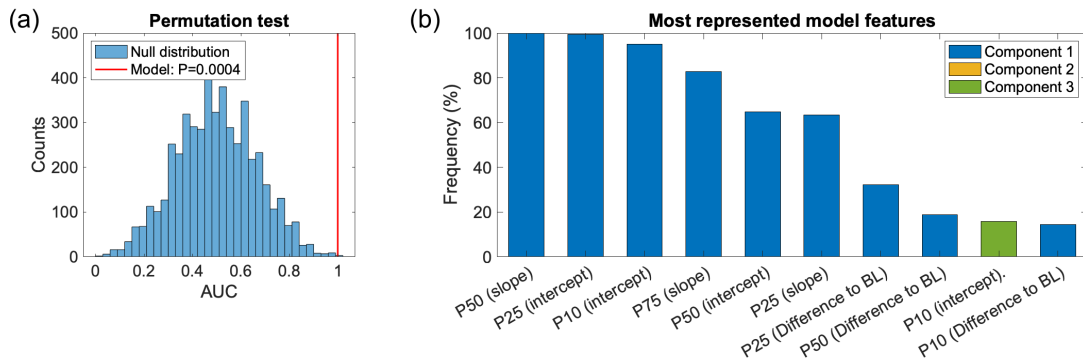 (a)
Permutation test
500
400
300
200
100
0
Counts
Null distribution
Model: P=0.0004
0
0.2
0.4
0.6
0.8
1
AUC
(b)
Most represented model features
100
80
60
40
20
0
Frequency (%)
Component 1
Component 2
Component 3
P50 (slope)
P25 (intercept)
P10 (intercept)
P75 (slope)
P50 (intercept)
P25 (slope)
P25 (Difference to BL)
P50 (Difference to BL)
P10 (intercept).
P10 (Difference to BL)